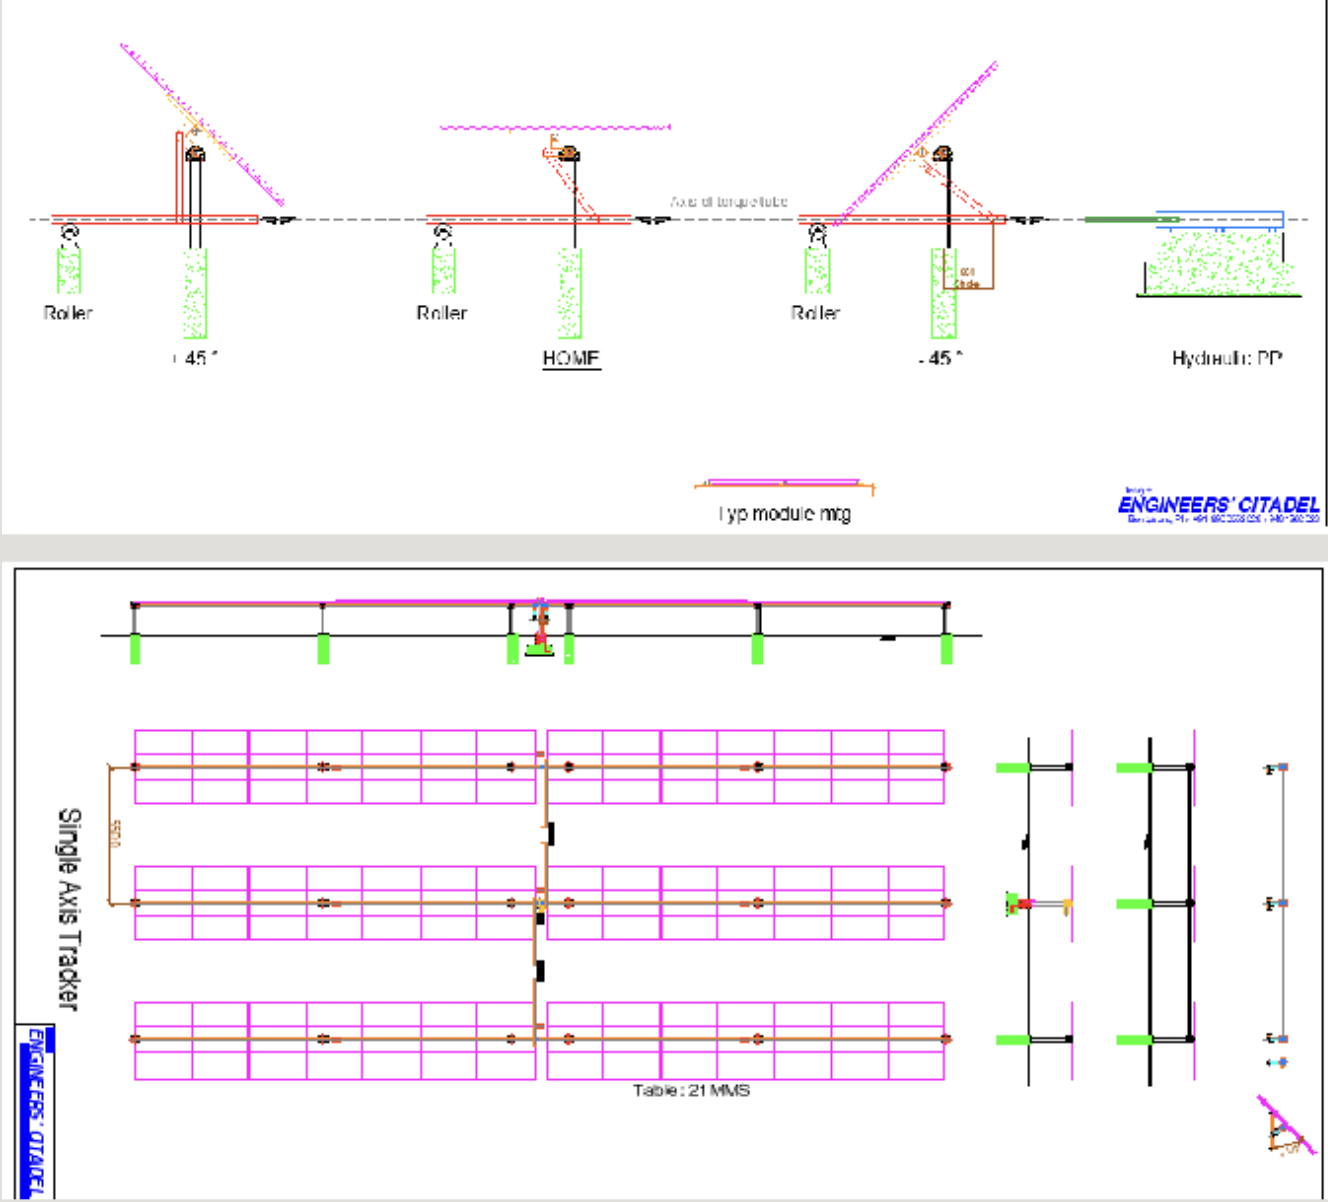 Axis of torque tube
Roller
Roller
Roller
+ 45 °
HOME
- 45 °
Hydraulic PP
Typ module mtg
ENGINEERS' CITADEL
Single Axis Tracker
Table : 21 MMS
ENGINEERS' CITADEL